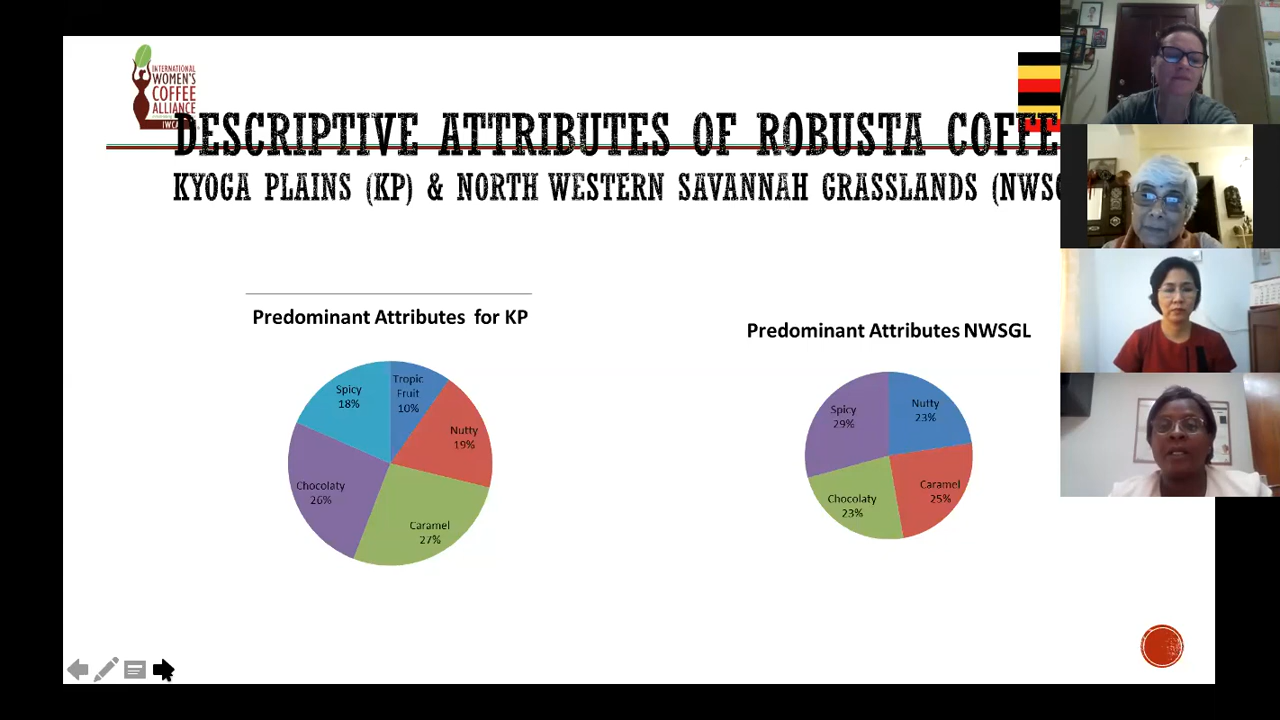 INTERNATIONAL
WOMEN'S
COFFEE
ALLIANCE
IWCA
DESCRIPTIVE ATTRIBUTES OF ROBUSTA COFFE
KYOGA PLAINS (KP) & NORTH WESTERN SAVANNAH GRASSLANDS (NWSG
Predominant Attributes for KP
Tropic
Fruit
10%
Nutty
19%
Caramel
27%
Chocolaty
26%
Spicy
18%
Predominant Attributes NWSGL
Nutty
23%
Caramel
25%
Chocolaty
23%
Spicy
29%